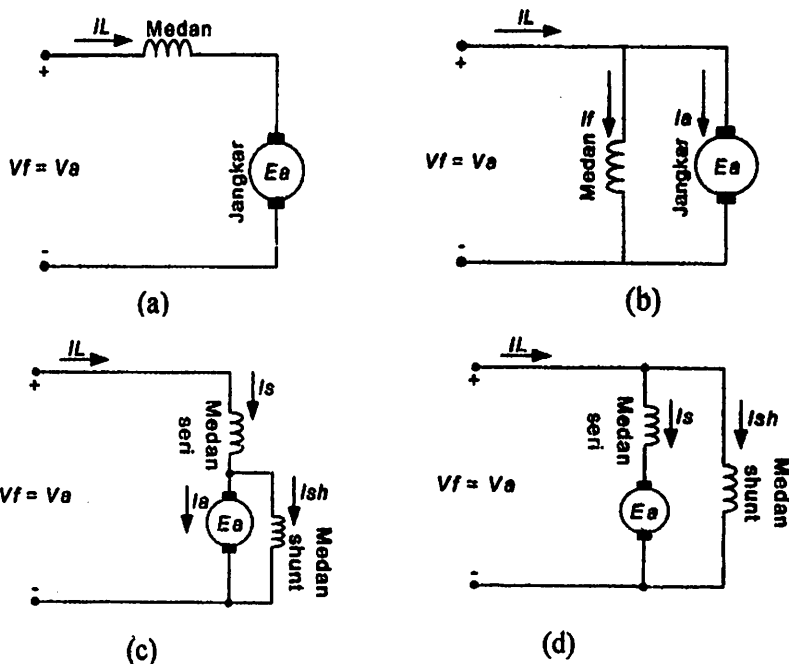 IL
Medan
+
Vf = Va
Jangkar
Ea
-
(a)
IL
+
Vf = Va
If
Medan
Ia
Jangkar
Ea
-
(b)
IL
+
Is
Medan
seri
Vf = Va
Ia
Ea
Ish
Medan
shunt
-
(c)
IL
+
Is
Medan
seri
Vf = Va
Ea
Ish
Medan
shunt
-
(d)